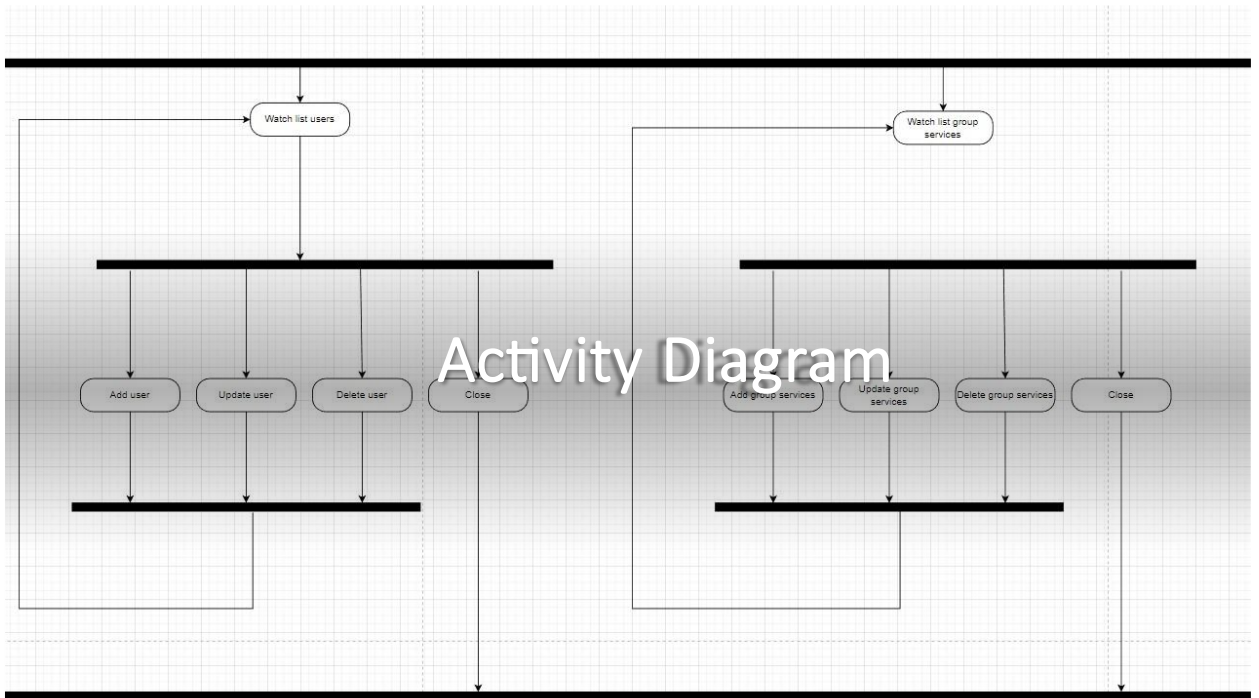 Watch list users
Watch list group
services
Activity Diagram
Add user
Update user
Delete user
Close
Add group services
Update group
services
Delete group services
Close